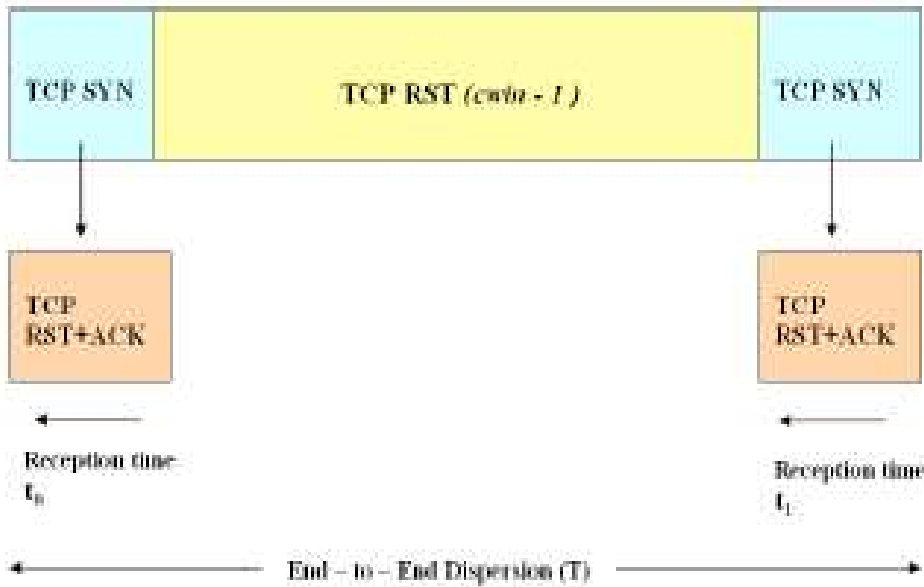 TCP SYN
TCP RST (cwin - 1)
TCP SYN
TCP
RST+ACK
TCP
RST+ACK
Reception time
t₀
Reception time
t₁
End – to – End Dispersion (T)